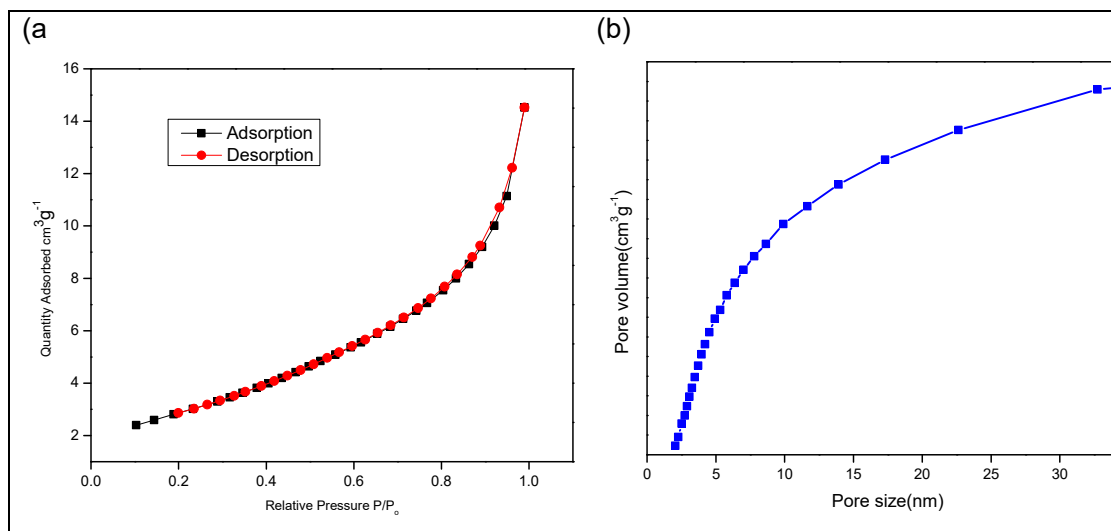 (a
16
14
12
10
8
6
4
2
Quantity Adsorbed cm³g⁻¹
Adsorption
Desorption
0.0 0.2 0.4 0.6 0.8 1.0
Relative Pressure P/Pₒ
(b)
Pore volume(cm³g⁻¹)
0 5 10 15 20 25 30
Pore size(nm)